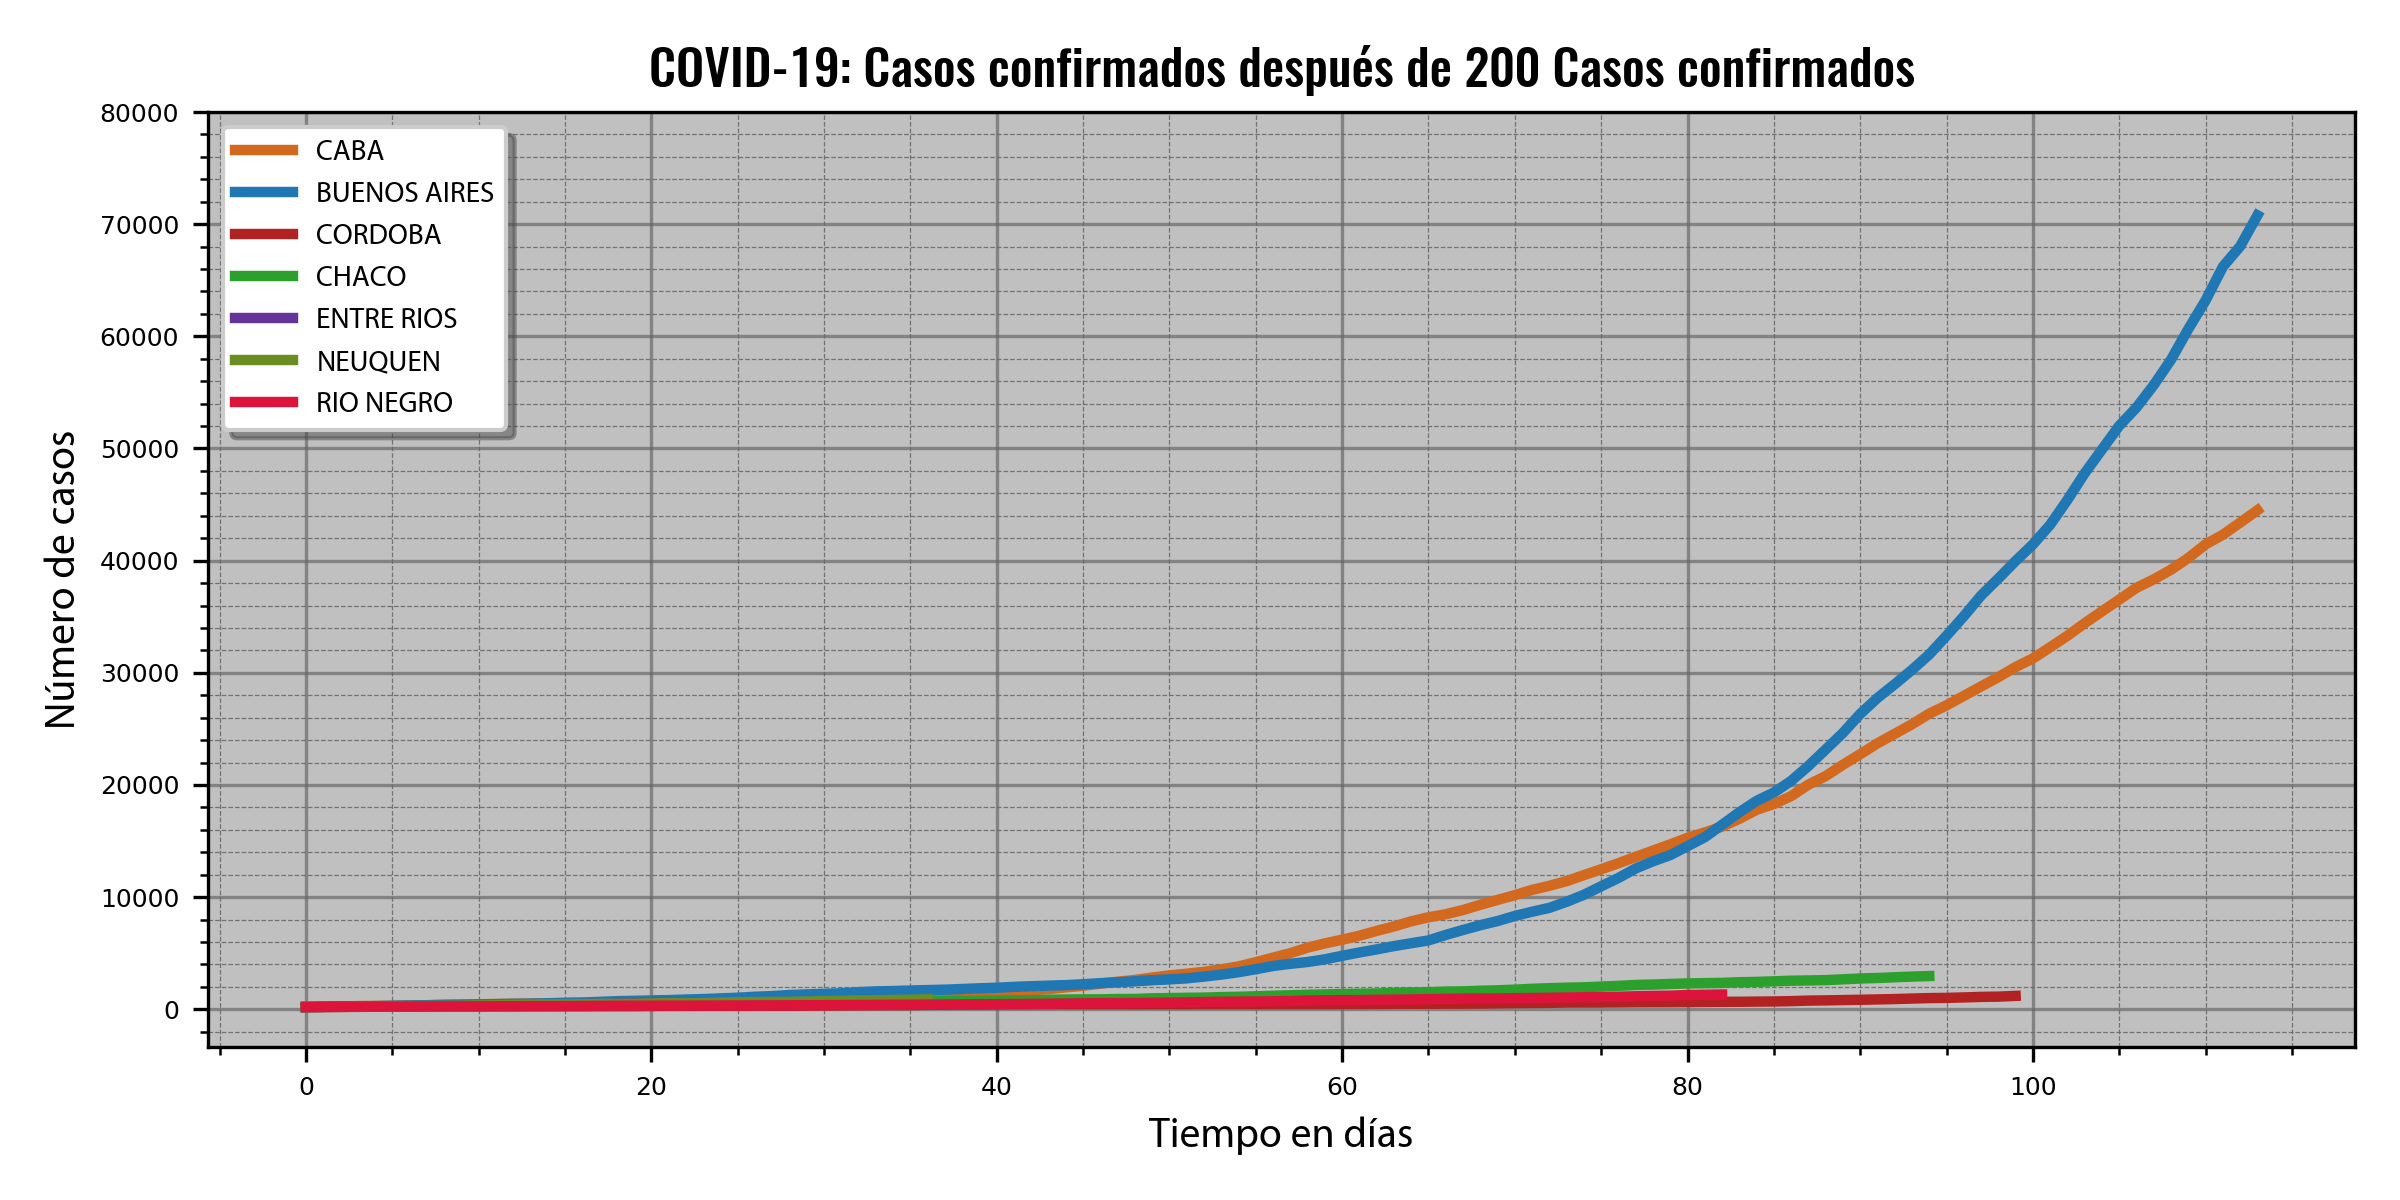 COVID-19: Casos confirmados después de 200 Casos confirmados
80000
70000
60000
50000
40000
30000
20000
10000
0
Número de casos
CABA
BUENOS AIRES
CORDOBA
CHACO
ENTRE RIOS
NEUQUEN
RIO NEGRO
0 20 40 60 80 100
Tiempo en días